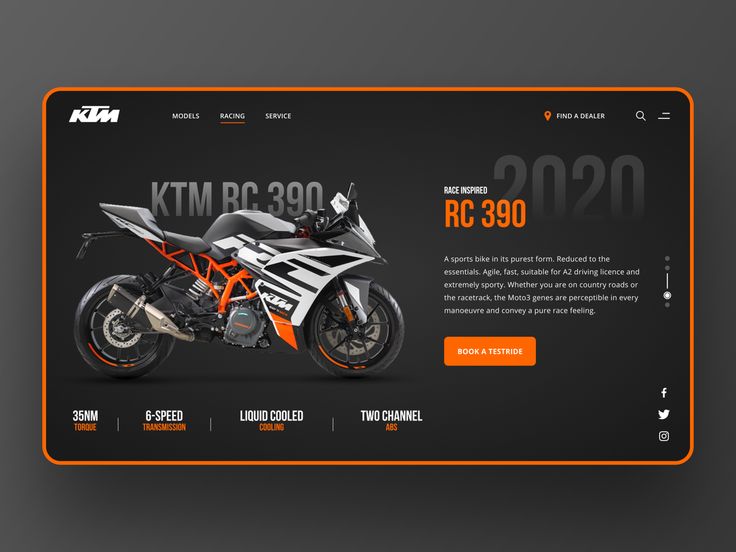 KTM
MODELS
RACING
SERVICE
FIND A DEALER
KTM RC 390
KTM
2020
RACE INSPIRED
RC 390
A sports bike in its purest form. Reduced to the
essentials. Agile, fast, suitable for A2 driving licence and
extremely sporty. Whether you are on country roads or
the racetrack, the Moto3 genes are perceptible in every
manoeuvre and convey a pure race feeling.
BOOK A TESTRIDE
35NM
TORQUE
6-SPEED
TRANSMISSION
LIQUID COOLED
COOLING
TWO CHANNEL
ABS